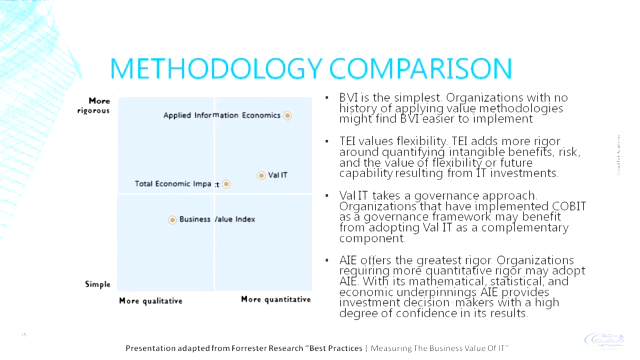 METHODOLOGY COMPARISON
More
rigorous
Applied Information Economics
Val IT
Total Economic Impact
Business Value Index
Simple
More qualitative
More quantitative
• BVI is the simplest. Organizations with no
history of applying value methodologies
might find BVI easier to implement
• TEI values flexibility. TEI adds more rigor
around quantifying intangible benefits, risk,
and the value of flexibility or future
capability resulting from IT investments.
• Val IT takes a governance approach.
Organizations that have implemented COBIT
as a governance framework may benefit
from adopting Val IT as a complementary
component.
• AIE offers the greatest rigor. Organizations
requiring more quantitative rigor may adopt
AIE. With its mathematical, statistical, and
economic underpinnings AIE provides
investment decision-makers with a high
degree of confidence in its results.
Presentation adapted from Forrester Research "Best Practices | Measuring The Business Value Of IT"